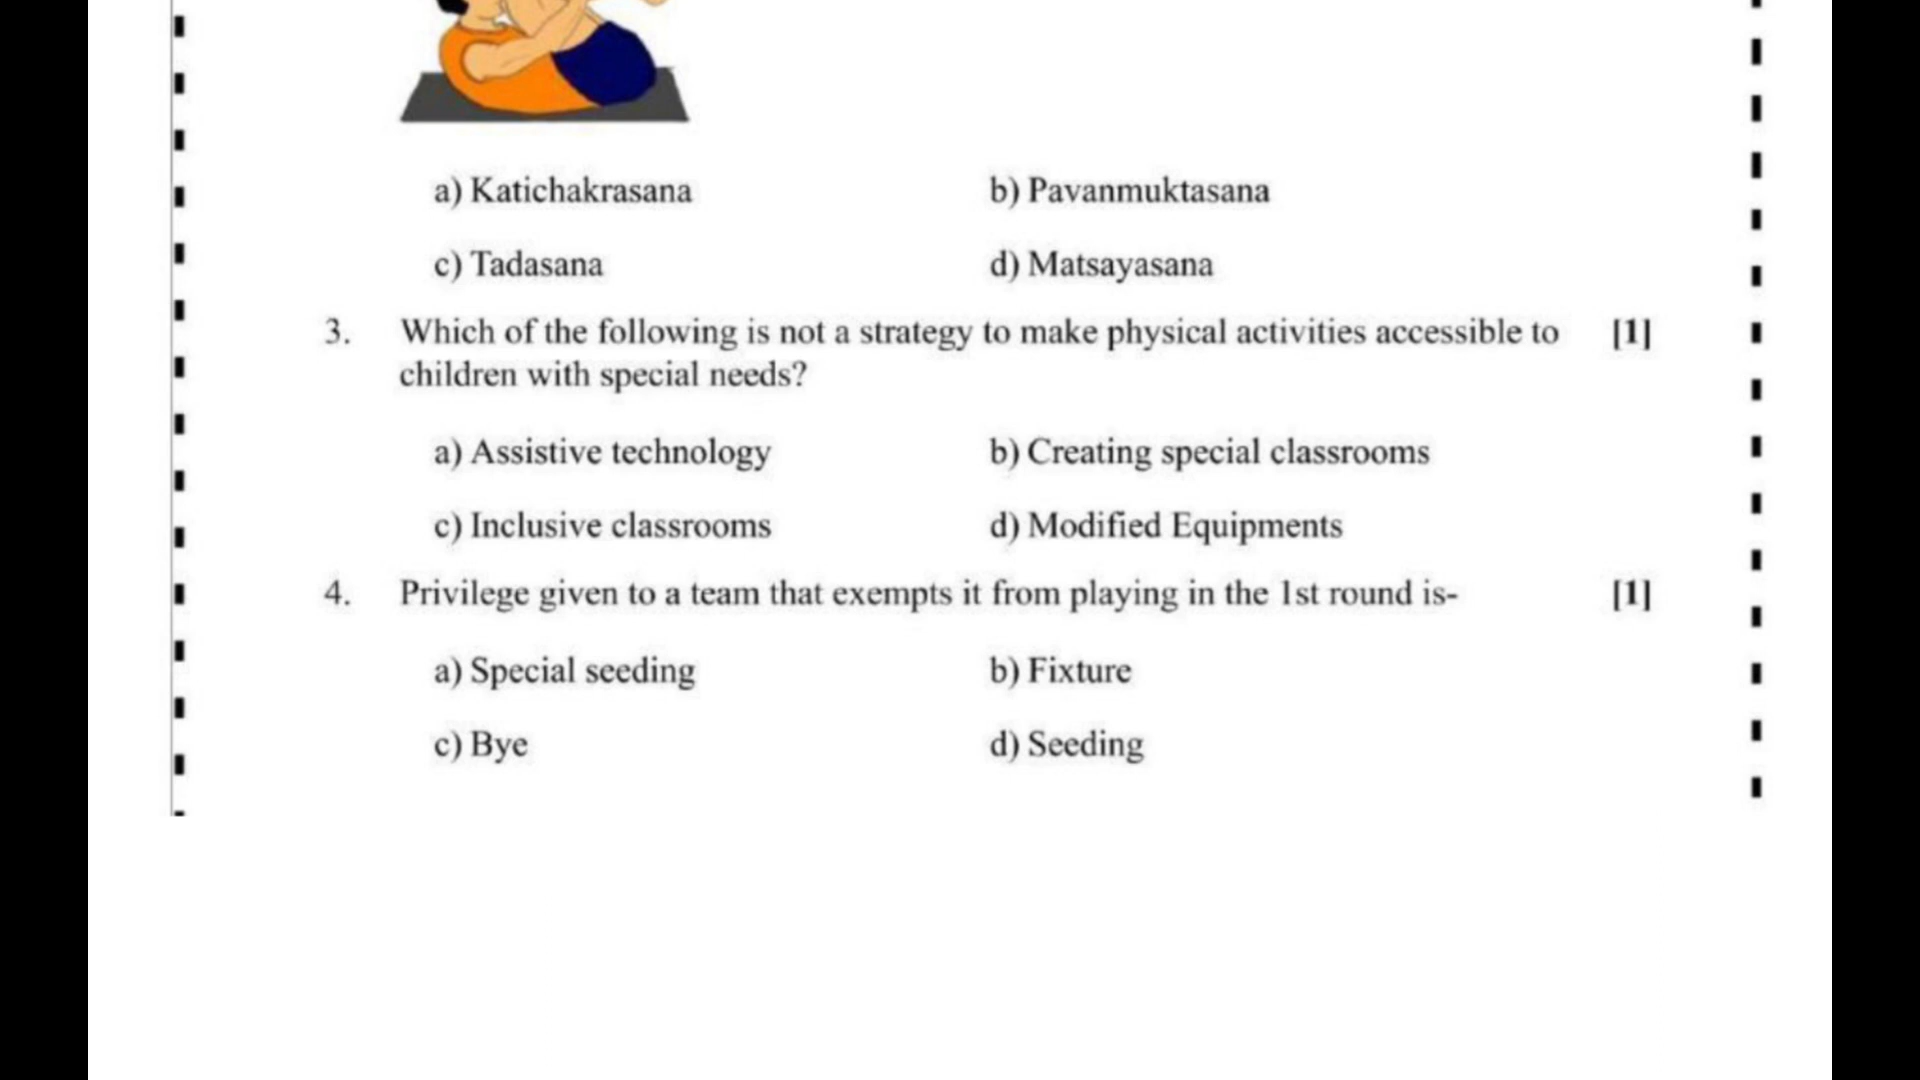 a) Katichakrasana b) Pavanmuktasana
c) Tadasana d) Matsayasana
3. Which of the following is not a strategy to make physical activities accessible to [1]
children with special needs?
a) Assistive technology b) Creating special classrooms
c) Inclusive classrooms d) Modified Equipments
4. Privilege given to a team that exempts it from playing in the 1st round is- [1]
a) Special seeding b) Fixture
c) Bye d) Seeding